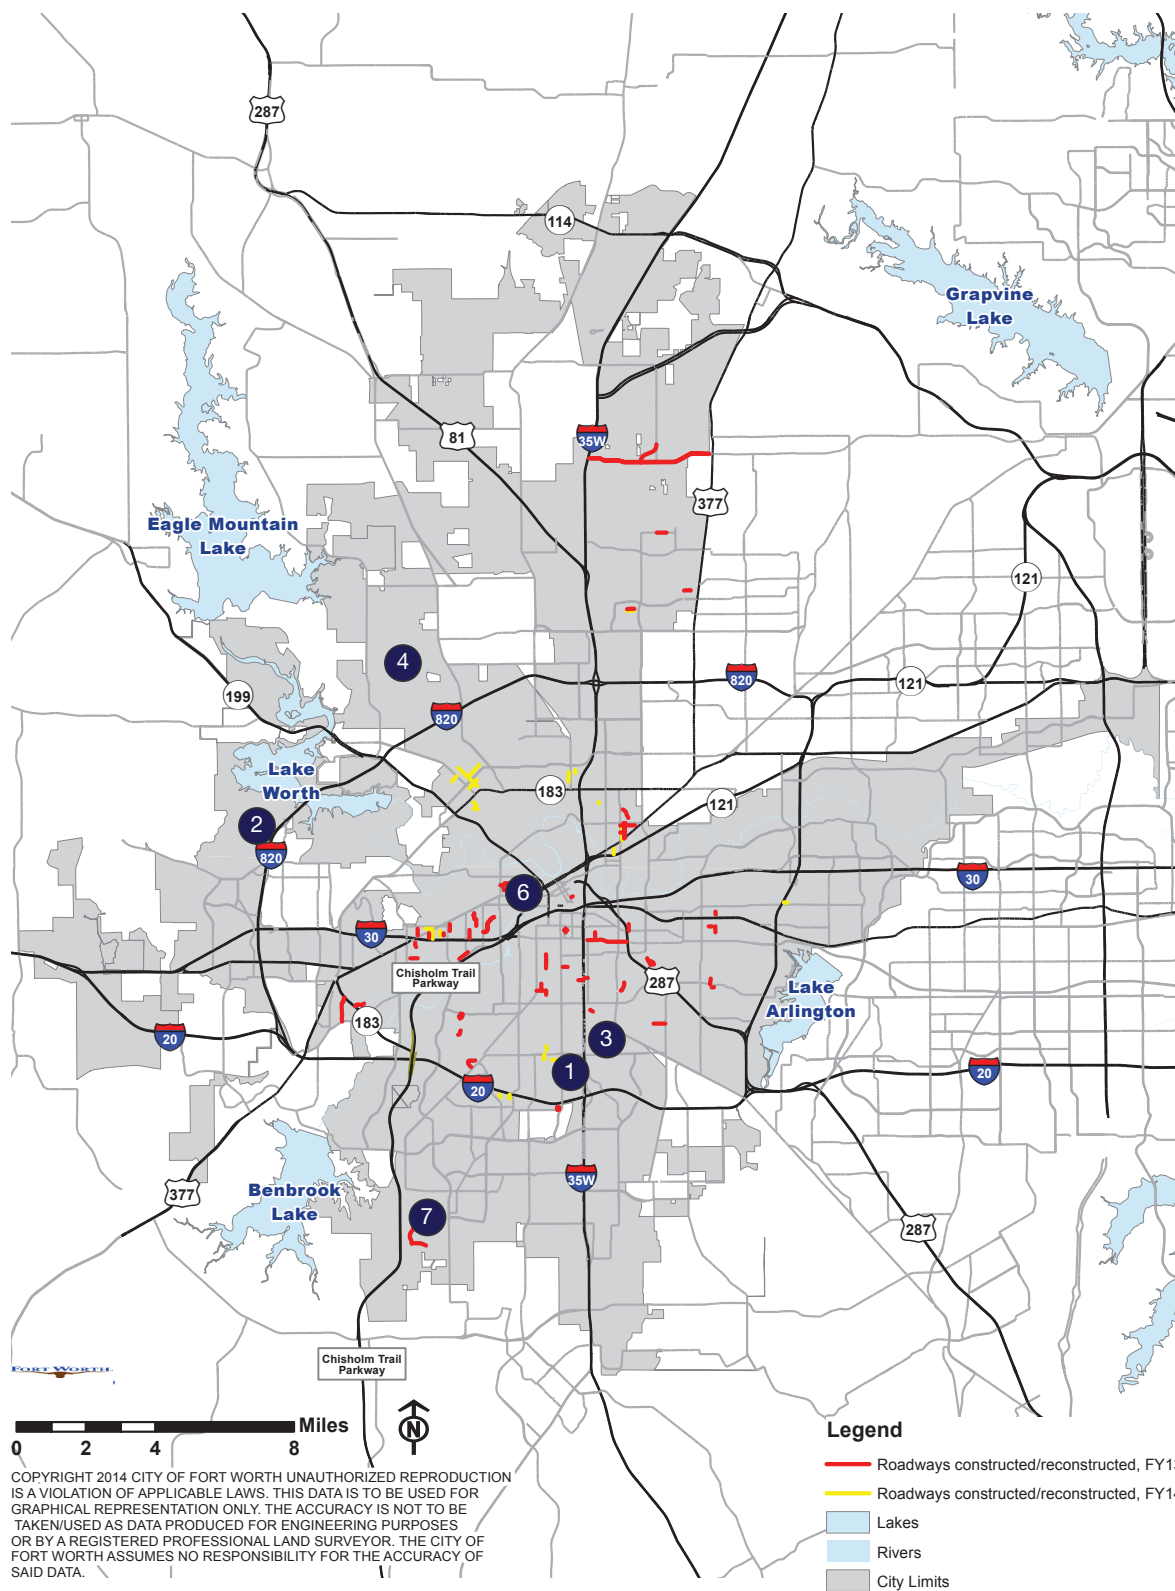 287
114
Grapvine
Lake
81
35W
377
Eagle Mountain
Lake
121
4
820
121
199
820
Lake
Worth
183
121
2
820
30
6
30
Chisholm Trail
Parkway
287
Lake
Arlington
183
20
3
1
20
20
35W
377
Benbrook
Lake
7
287
FORT WORTH
Chisholm Trail
Parkway
Miles
0 2 4 8
N
COPYRIGHT 2014 CITY OF FORT WORTH UNAUTHORIZED REPRODUCTION
IS A VIOLATION OF APPLICABLE LAWS. THIS DATA IS TO BE USED FOR
GRAPHICAL REPRESENTATION ONLY. THE ACCURACY IS NOT TO BE
TAKEN/USED AS DATA PRODUCED FOR ENGINEERING PURPOSES
OR BY A REGISTERED PROFESSIONAL LAND SURVEYOR. THE CITY OF
FORT WORTH ASSUMES NO RESPONSIBILITY FOR THE ACCURACY OF
SAID DATA.
Legend
Roadways constructed/reconstructed, FY13
Roadways constructed/reconstructed, FY14
Lakes
Rivers
City Limits